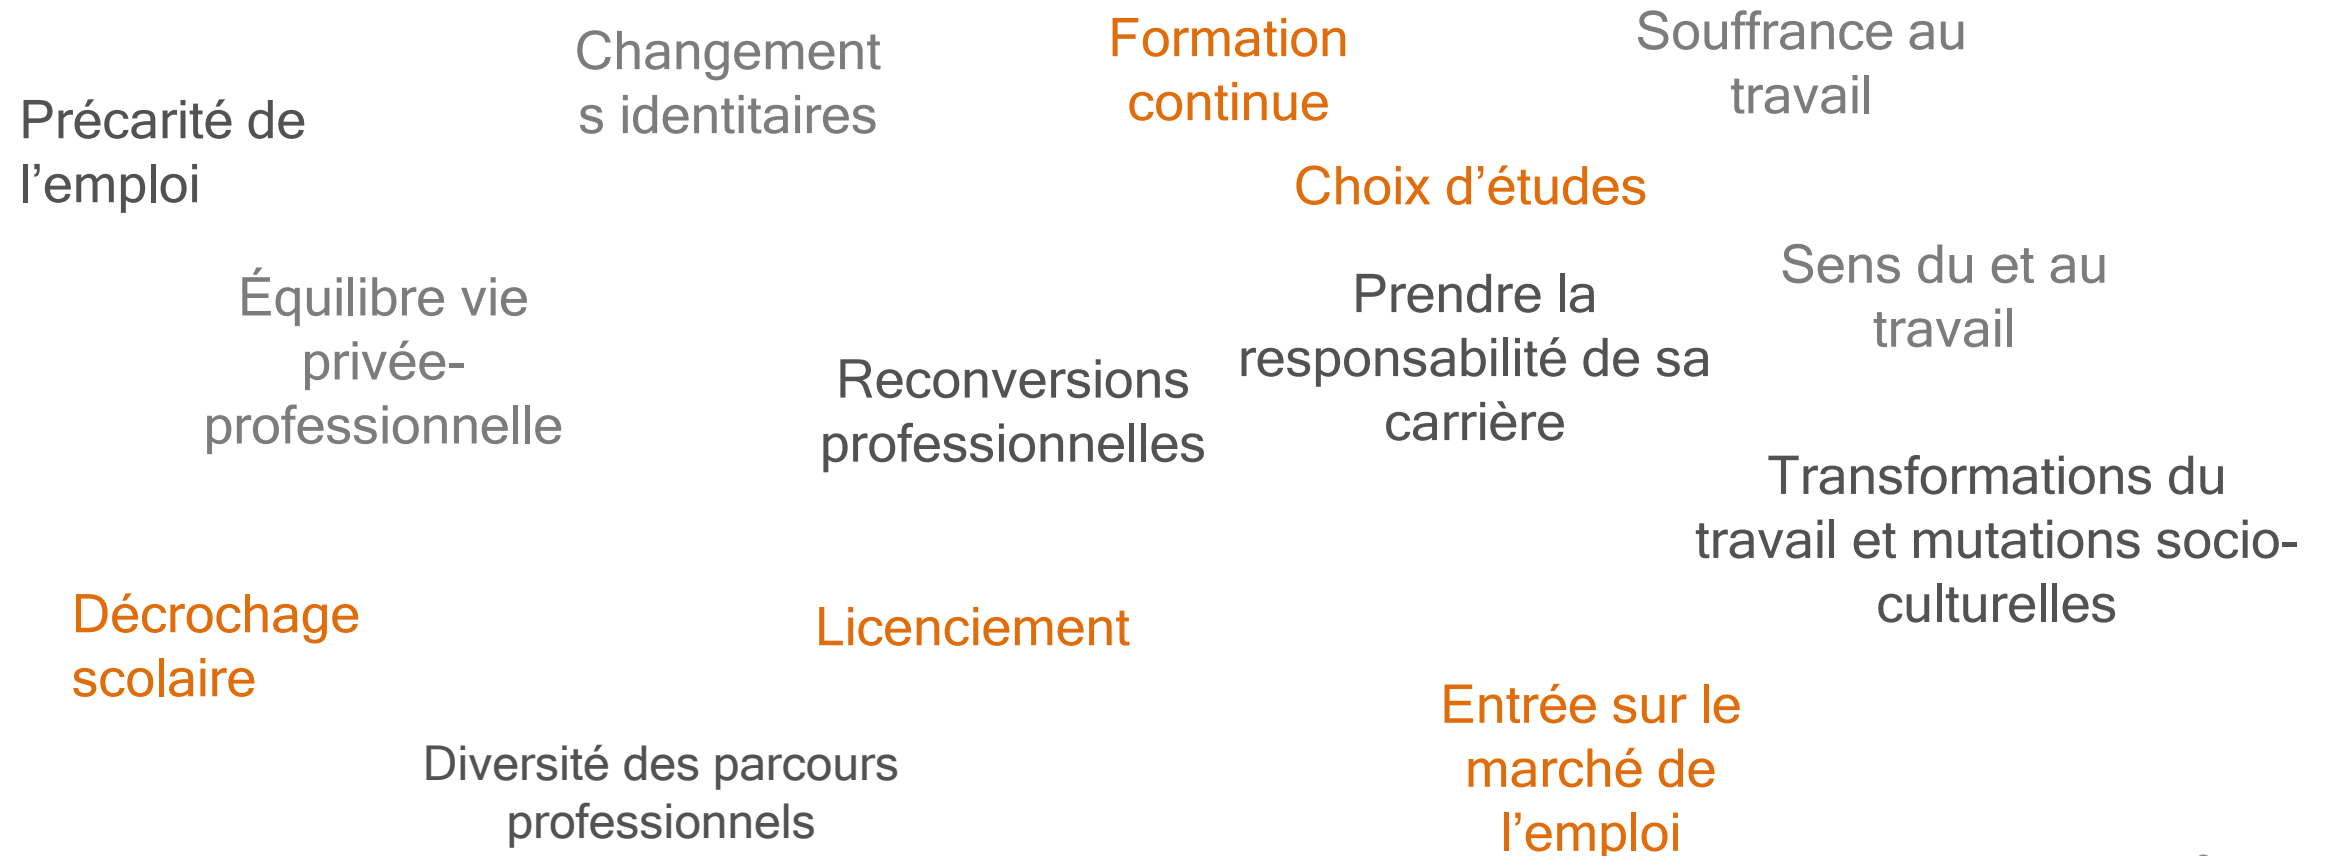 Précarité de
l’emploi
Changement
s identitaires
Formation
continue
Souffrance au
travail
Choix d’études
Équilibre vie
privée-
professionnelle
Reconversions
professionnelles
Prendre la
responsabilité de sa
carrière
Sens du et au
travail
Transformations du
travail et mutations socio-
culturelles
Décrochage
scolaire
Licenciement
Diversité des parcours
professionnels
Entrée sur le
marché de
l’emploi